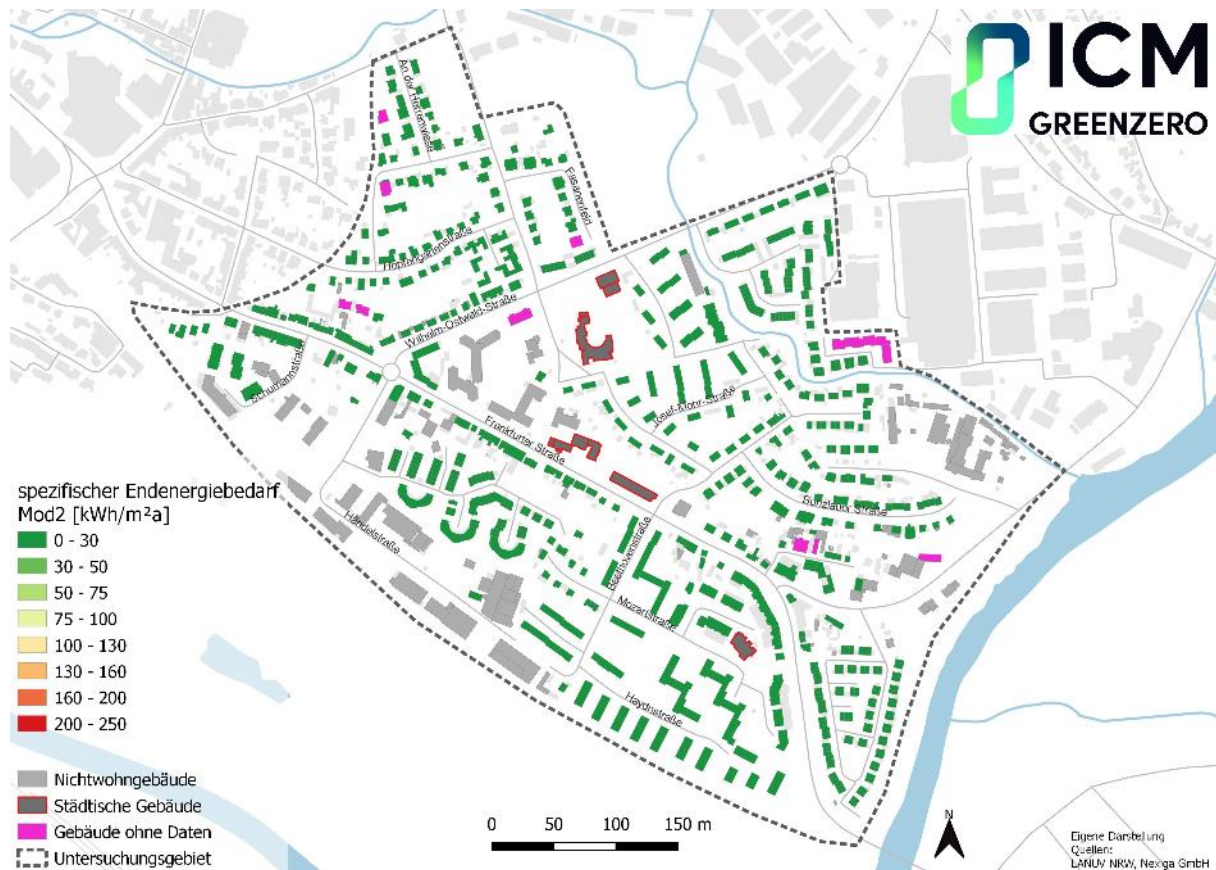 ICM
GREENZERO
An der Herrenwiese
Fasanenfeld
Hopfengartenstraße
Wilhelm-Ostwald-Straße
Schumannstraße
Josef-Mohr-Straße
Frankfurter Straße
Bunzlauer Straße
Händelstraße
Beethovenstraße
Mozartstraße
Haydnstraße
spezifischer Endenergiebedarf
Mod2 [kWh/m²a]
0 - 30
30 - 50
50 - 75
75 - 100
100 - 130
130 - 160
160 - 200
200 - 250
Nichtwohngebäude
Städtische Gebäude
Gebäude ohne Daten
Untersuchungsgebiet
0 50 100 150 m
N
Eigene Darstellung
Quellen:
LANUV NRW, Nexiga GmbH